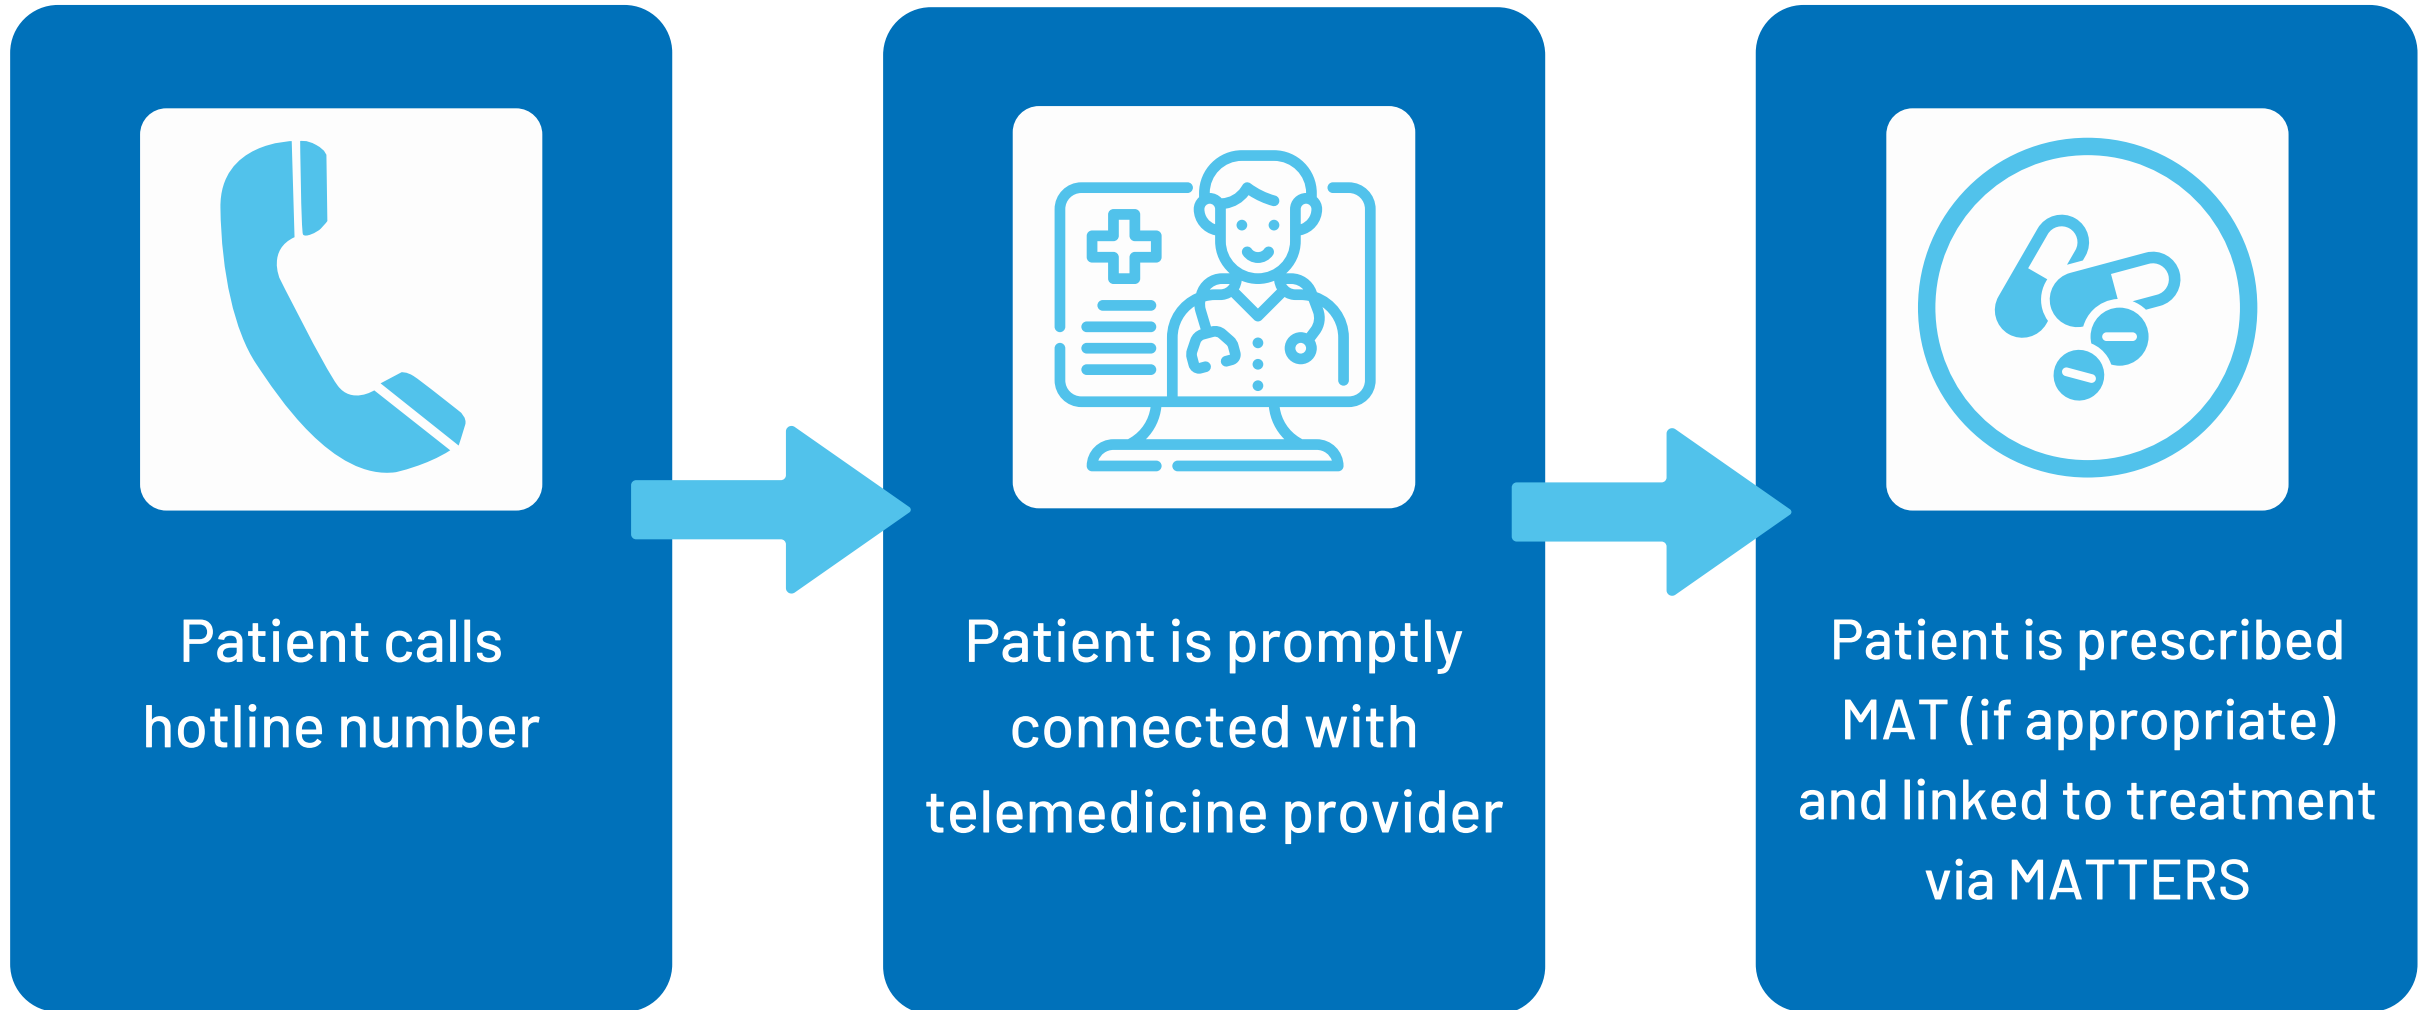 Patient calls
hotline number
Patient is promptly
connected with
telemedicine provider
Patient is prescribed
MAT (if appropriate)
and linked to treatment
via MATTERS